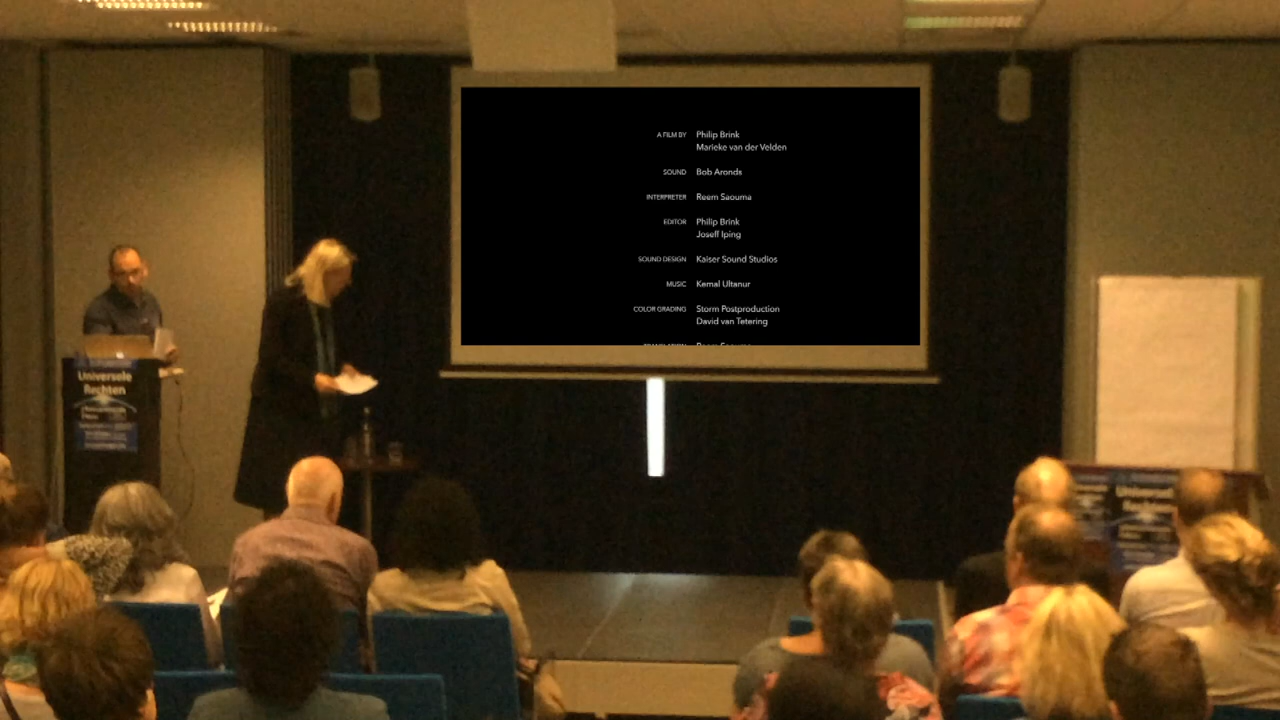 A FILM BY Philip Brink
Marieke van der Velden
SOUND Bob Aronds
INTERPRETER Reem Saouma
EDITOR Philip Brink
Joseff Iping
SOUND DESIGN Kaiser Sound Studios
MUSIC Kemal Ultanur
COLOR GRADING Storm Postproduction
David van Tetering
Universele
Rechten